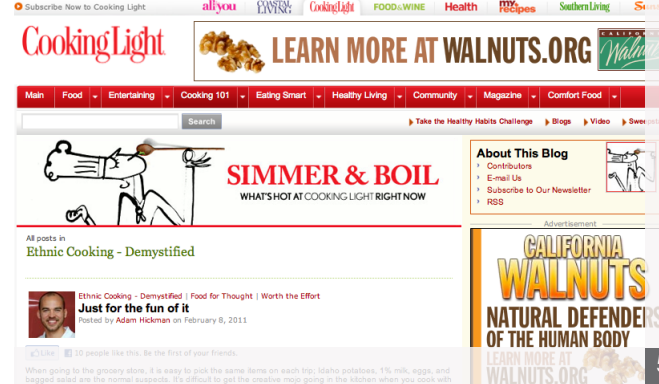 Subscribe Now to Cooking Light
all you
COASTAL LIVING
CookingLight
FOOD&WINE
Health
my recipes
Southern Living
CookingLight
LEARN MORE AT WALNUTS.ORG
CALIFORNIA
Main
Food
Entertaining
Cooking 101
Eating Smart
Healthy Living
Community
Magazine
Comfort Food
Search
Take the Healthy Habits Challenge
Blogs
Video
SIMMER & BOIL
WHAT'S HOT AT COOKING LIGHT RIGHT NOW
About This Blog
Contributors
E-mail Us
Subscribe to Our Newsletter
RSS
Advertisement
All posts in
Ethnic Cooking - Demystified
CALIFORNIA
WALNUTS
NATURAL DEFENDERS
OF THE HUMAN BODY
LEARN MORE AT
WALNUTS.ORG
Ethnic Cooking - Demystified | Food for Thought | Worth the Effort
Just for the fun of it
Posted by Adam Hickman on February 8, 2011
Like
10 people like this. Be the first of your friends.
When going to the grocery store, it is easy to pick the same items on each trip; Idaho potatoes, 1% milk, eggs, and
bagged salad are the normal suspects. It's difficult to get the creative mojo going in the kitchen when you cook with